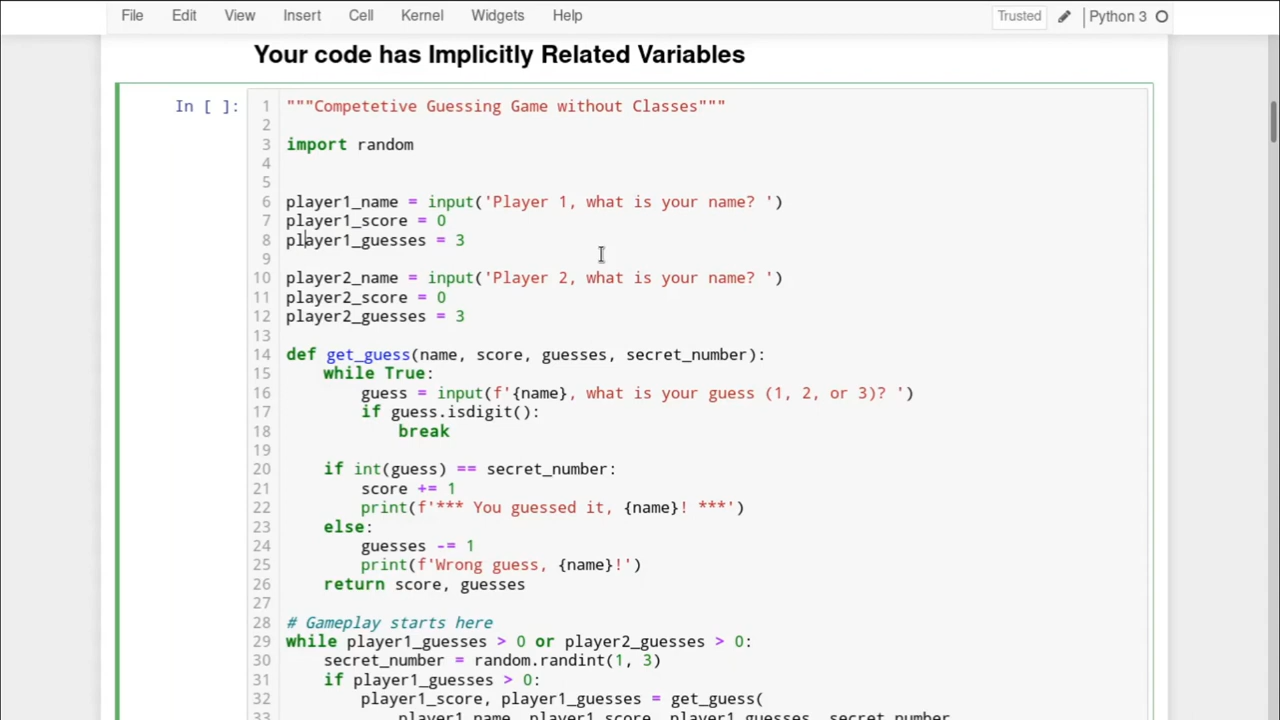 File Edit View Insert Cell Kernel Widgets Help Trusted Python 3
Your code has Implicitly Related Variables
In [ ]:
1 """Competetive Guessing Game without Classes"""
2
3 import random
4
5
6 player1_name = input('Player 1, what is your name? ')
7 player1_score = 0
8 player1_guesses = 3
9
10 player2_name = input('Player 2, what is your name? ')
11 player2_score = 0
12 player2_guesses = 3
13
14 def get_guess(name, score, guesses, secret_number):
15     while True:
16         guess = input(f'{name}, what is your guess (1, 2, or 3)? ')
17         if guess.isdigit():
18             break
19
20     if int(guess) == secret_number:
21         score += 1
22         print(f'*** You guessed it, {name}! ***')
23     else:
24         guesses -= 1
25         print(f'Wrong guess, {name}!')
26     return score, guesses
27
28 # Gameplay starts here
29 while player1_guesses > 0 or player2_guesses > 0:
30     secret_number = random.randint(1, 3)
31     if player1_guesses > 0:
32         player1_score, player1_guesses = get_guess(
33             player1_name, player1_score, player1_guesses, secret_number